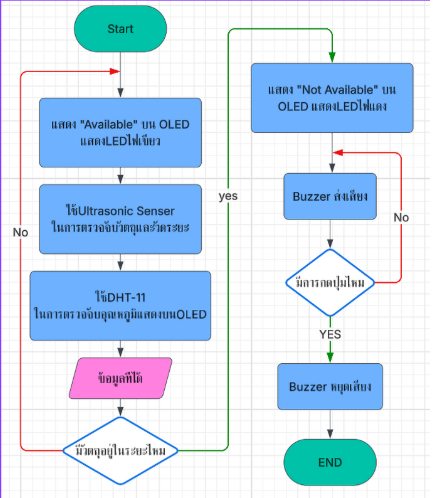 Start
แสดง "Available" บน OLED
แสดงLEDไฟเขียว
ใช้Ultrasonic Senser
ในการตรวจจับวัตถุและวัดระยะ
No
ใช้DHT-11
ในการตรวจจับอุณหภูมิแสดงบนOLED
ข้อมูลที่ได้
มีวัตถุอยู่ในระยะไหม
yes
แสดง "Not Available" บน
OLED แสดงLEDไฟแดง
Buzzer ส่งเสียง
No
มีการกดปุ่มไหม
YES
Buzzer หยุดเสียง
END